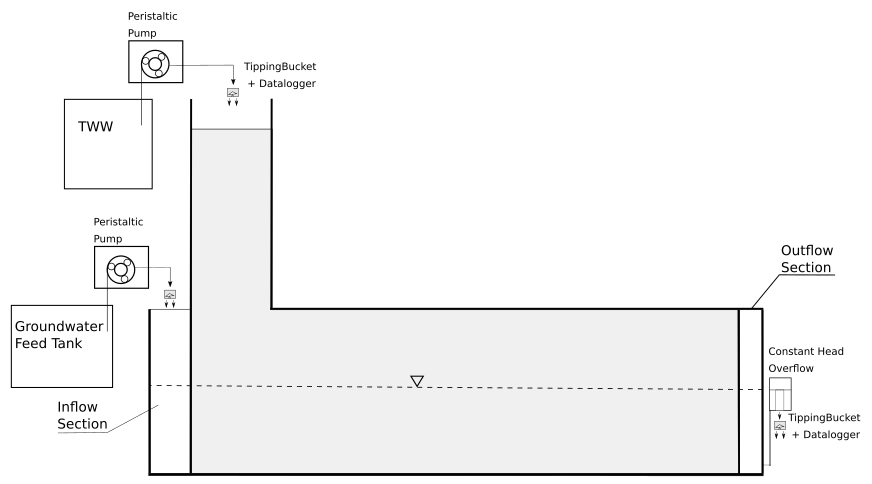 Peristaltic
Pump
TippingBucket
+ Datalogger
TWW
Peristaltic
Pump
Groundwater
Feed Tank
Inflow
Section
Outflow
Section
Constant Head
Overflow
TippingBucket
+ Datalogger